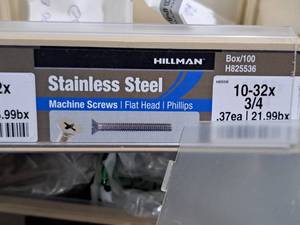 HILLMAN
Box/100
H825536
Stainless Steel
Machine Screws | Flat Head | Phillips
2x
.99bx
10-32x
3/4
.37ea | 21.99bx